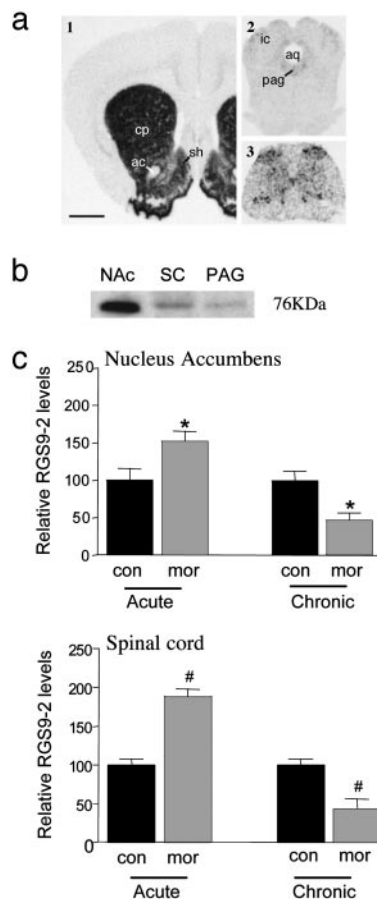 a
1
cp
ac
sh
2
ic
aq
pag
3
b
NAc SC PAG
76KDa
c
Nucleus Accumbens
Relative RGS9-2 levels
250
200
150
100
50
0
*
*
con mor con mor
Acute Chronic
Spinal cord
Relative RGS9-2 levels
250
200
150
100
50
0
#
#
con mor con mor
Acute Chronic